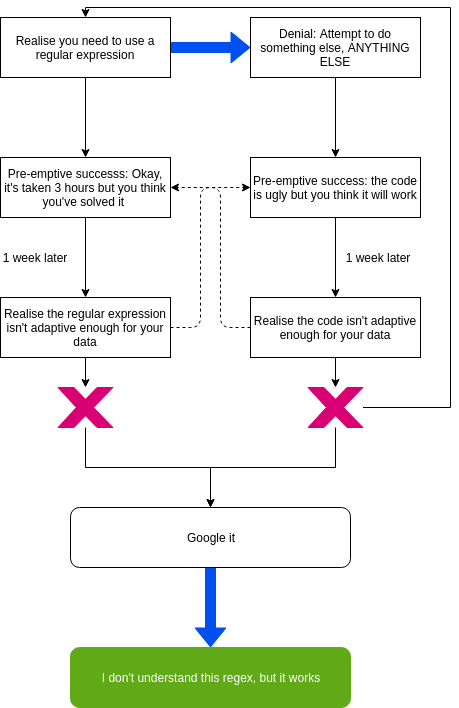 Realise you need to use a
regular expression
Denial: Attempt to do
something else, ANYTHING
ELSE
Pre-emptive successs: Okay,
it's taken 3 hours but you think
you've solved it
Pre-emptive success: the code
is ugly but you think it will work
1 week later
1 week later
Realise the regular expression
isn't adaptive enough for your
data
Realise the code isn't adaptive
enough for your data
Google it
I don't understand this regex, but it works